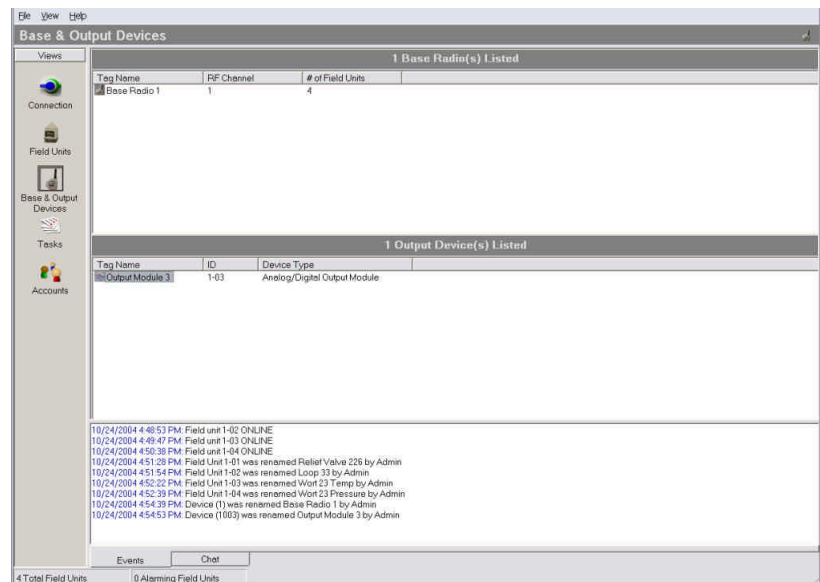 File View Help
Base & Output Devices
Views
Connection
Field Units
Base & Output
Devices
Tasks
Accounts
1 Base Radio(s) Listed
Tag Name RF Channel # of Field Units
Base Radio 1 1 4
1 Output Device(s) Listed
Tag Name ID Device Type
Output Module 3 1-03 Analog/Digital Output Module
10/24/2004 4:48:53 PM: Field unit 1-02 ONLINE
10/24/2004 4:49:47 PM: Field unit 1-03 ONLINE
10/24/2004 4:50:38 PM: Field unit 1-04 ONLINE
10/24/2004 4:51:28 PM: Field Unit 1-01 was renamed Relief Valve 226 by Admin
10/24/2004 4:51:54 PM: Field Unit 1-02 was renamed Loop 33 by Admin
10/24/2004 4:52:22 PM: Field Unit 1-03 was renamed Wort 23 Temp by Admin
10/24/2004 4:52:39 PM: Field Unit 1-04 was renamed Wort 23 Pressure by Admin
10/24/2004 4:54:39 PM: Device (1) was renamed Base Radio 1 by Admin
10/24/2004 4:54:53 PM: Device (1003) was renamed Output Module 3 by Admin
Events Chat
4 Total Field Units 0 Alarming Field Units